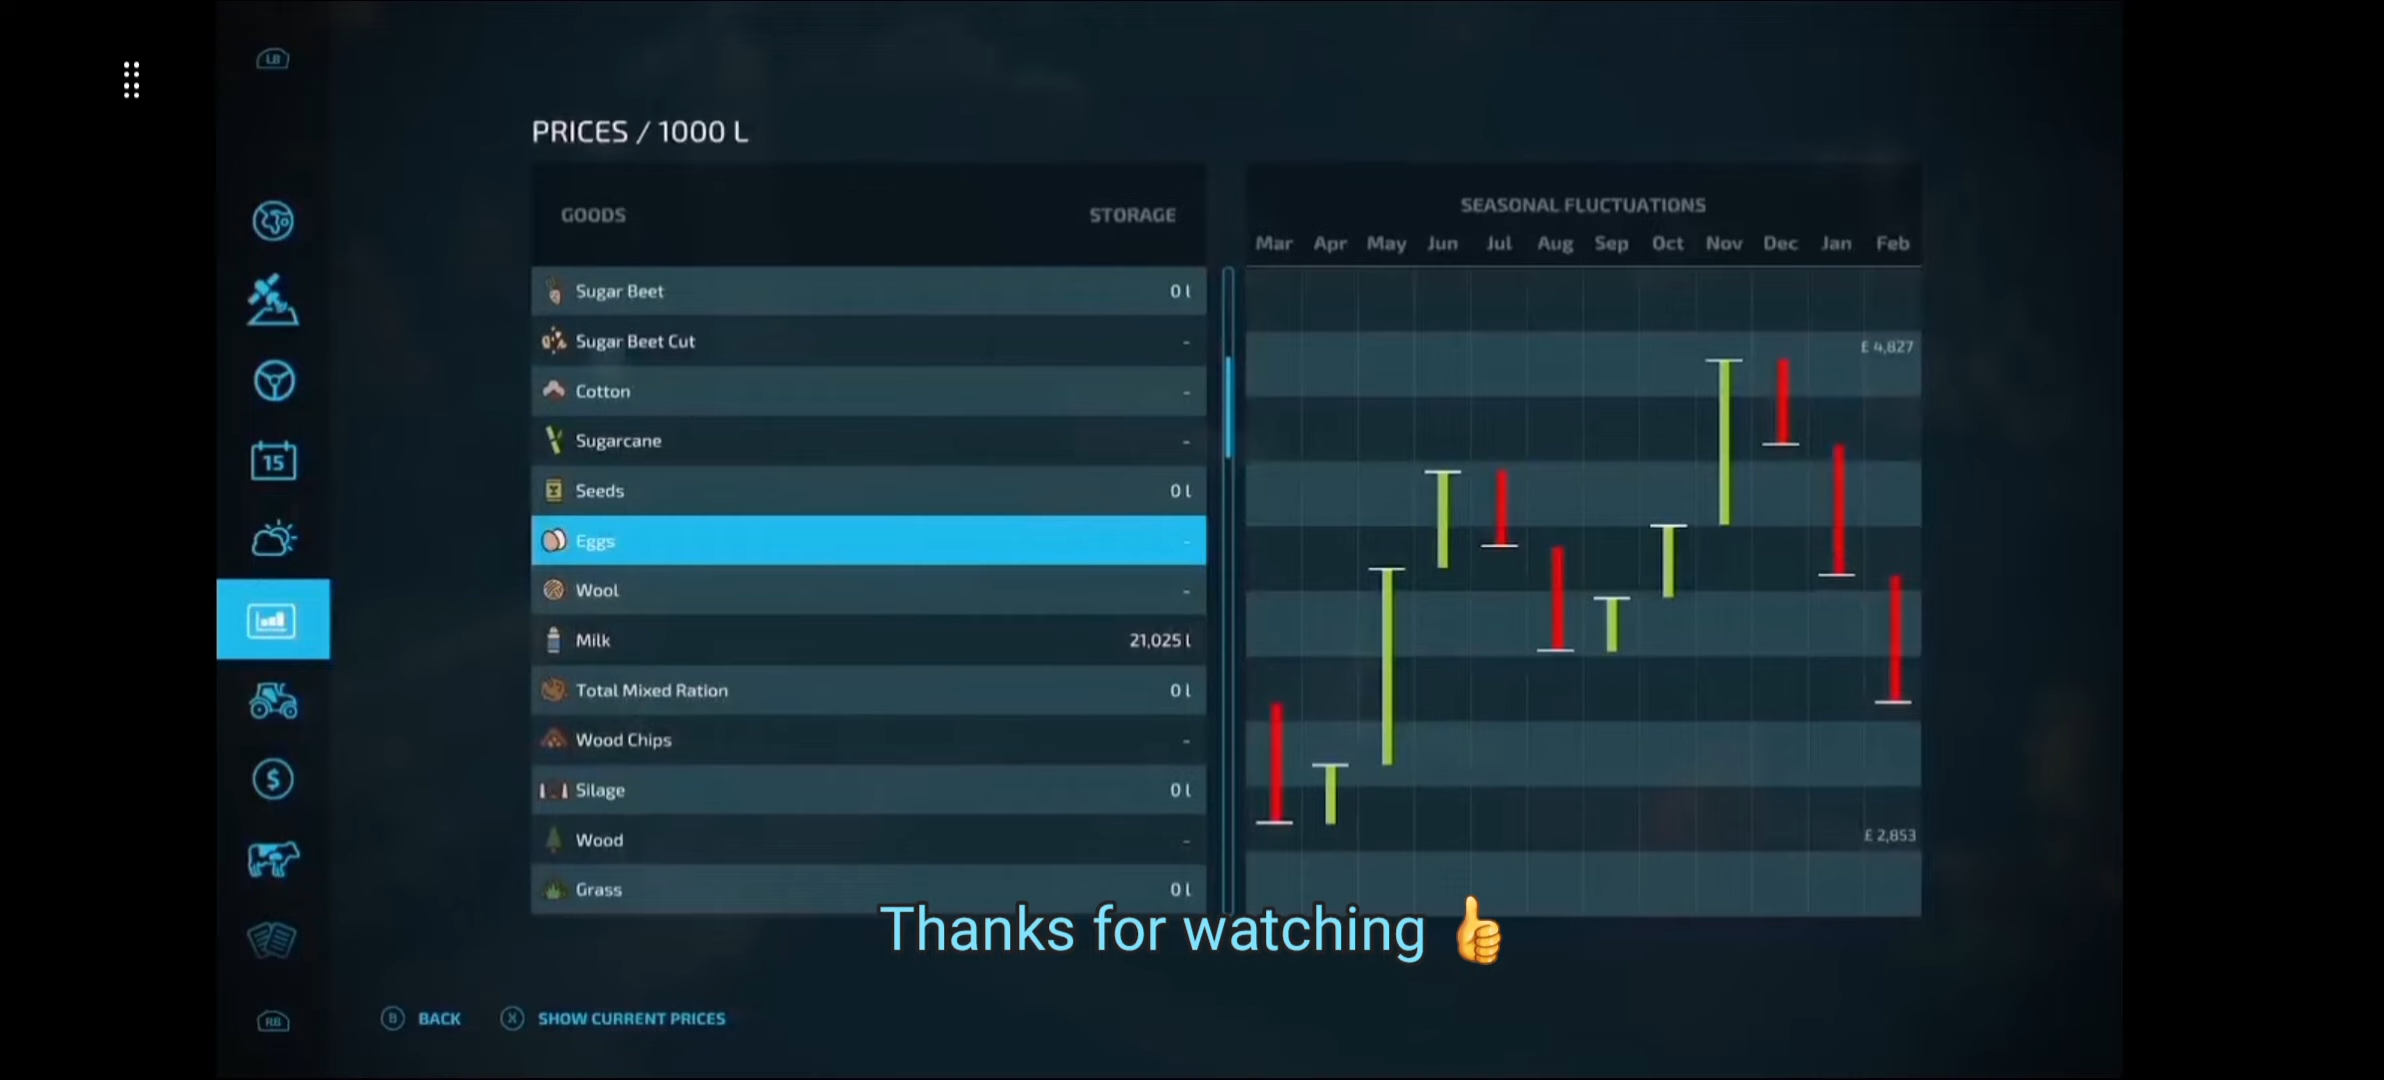 LB
PRICES / 1000 L
GOODS STORAGE
SEASONAL FLUCTUATIONS
Mar Apr May Jun Jul Aug Sep Oct Nov Dec Jan Feb
Sugar Beet 0 l
Sugar Beet Cut -
Cotton -
Sugarcane -
Seeds 0 l
Eggs -
Wool -
Milk 21,025 l
Total Mixed Ration 0 l
Wood Chips -
Silage 0 l
Wood -
Grass 0 l
£ 4,827
£ 2,853
15
$
Thanks for watching 👍
RB
B BACK X SHOW CURRENT PRICES